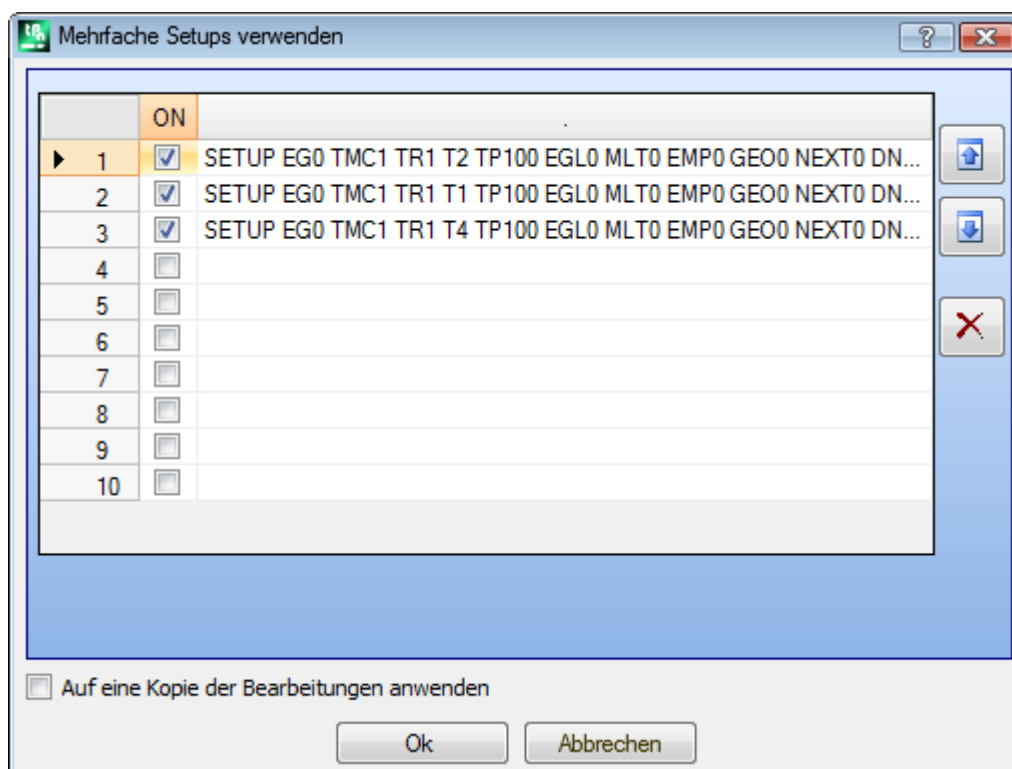 Mehrfache Setups verwenden
ON .
1 SETUP EG0 TMC1 TR1 T2 TP100 EGL0 MLT0 EMP0 GEO0 NEXT0 DN...
2 SETUP EG0 TMC1 TR1 T1 TP100 EGL0 MLT0 EMP0 GEO0 NEXT0 DN...
3 SETUP EG0 TMC1 TR1 T4 TP100 EGL0 MLT0 EMP0 GEO0 NEXT0 DN...
4
5
6
7
8
9
10
Auf eine Kopie der Bearbeitungen anwenden
Ok Abbrechen